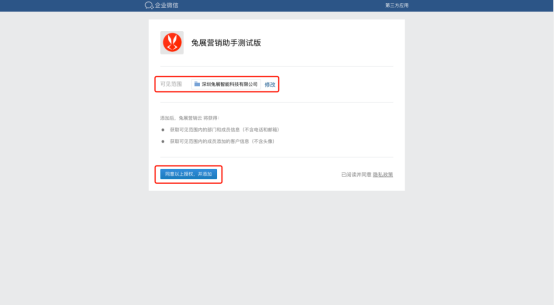 企业微信
第三方应用
兔展营销助手测试版
可见范围 深圳兔展智能科技有限公司 修改
添加后，兔展营销云 将获得：
获取可见范围内的部门和成员信息（不含电话和邮箱）
获取可见范围内的成员添加的客户信息（不含头像）
同意以上授权，并添加
已阅读并同意 隐私政策